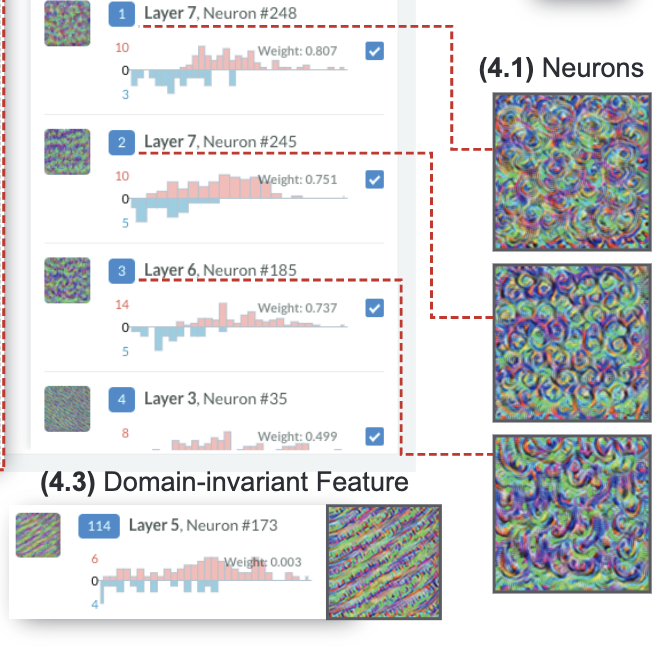 1 Layer 7, Neuron #248
10
Weight: 0.807
0
3
(4.1) Neurons
2 Layer 7, Neuron #245
10
Weight: 0.751
0
5
3 Layer 6, Neuron #185
14
Weight: 0.737
0
5
4 Layer 3, Neuron #35
8
Weight: 0.499
(4.3) Domain-invariant Feature
114 Layer 5, Neuron #173
6
Weight: 0.003
0
4